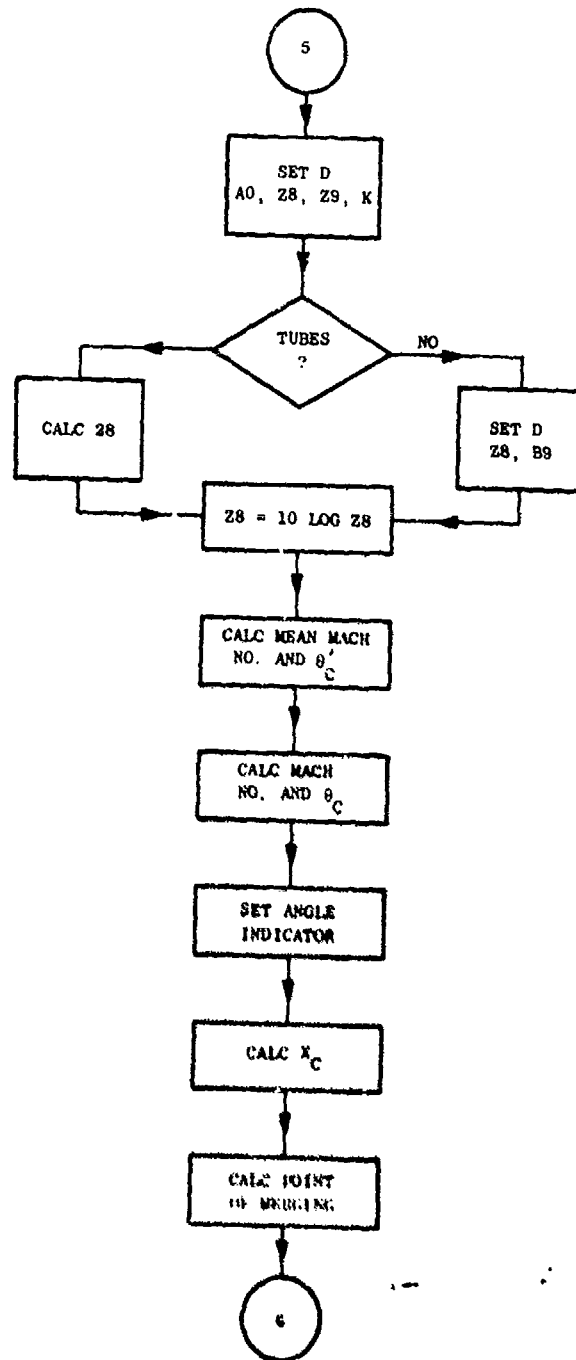 5
SET D
A0, Z8, Z9, K
TUBES
?
NO
CALC 28
SET D
Z8, B9
Z8 = 10 LOG Z8
CALC MEAN MACH
NO. AND θ'C
CALC MACH
NO. AND θC
SET ANGLE
INDICATOR
CALC XC
CALC POINT
OF MERGING
6